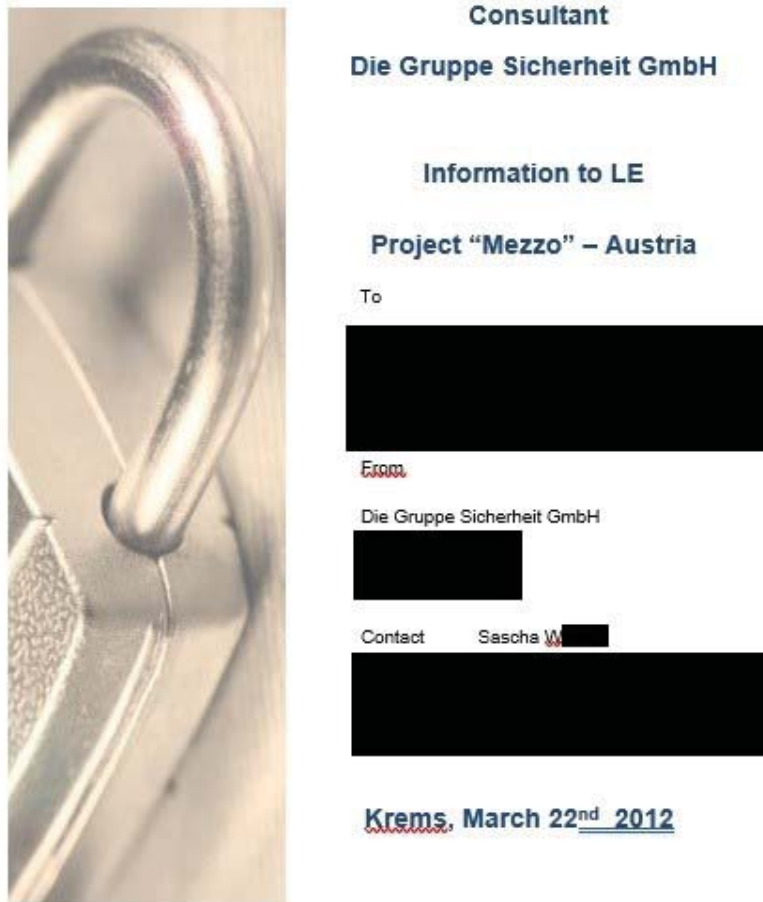 Consultant
Die Gruppe Sicherheit GmbH
Information to LE
Project “Mezzo” – Austria
To
From
Die Gruppe Sicherheit GmbH
Contact Sascha W
Krems, March 22nd 2012